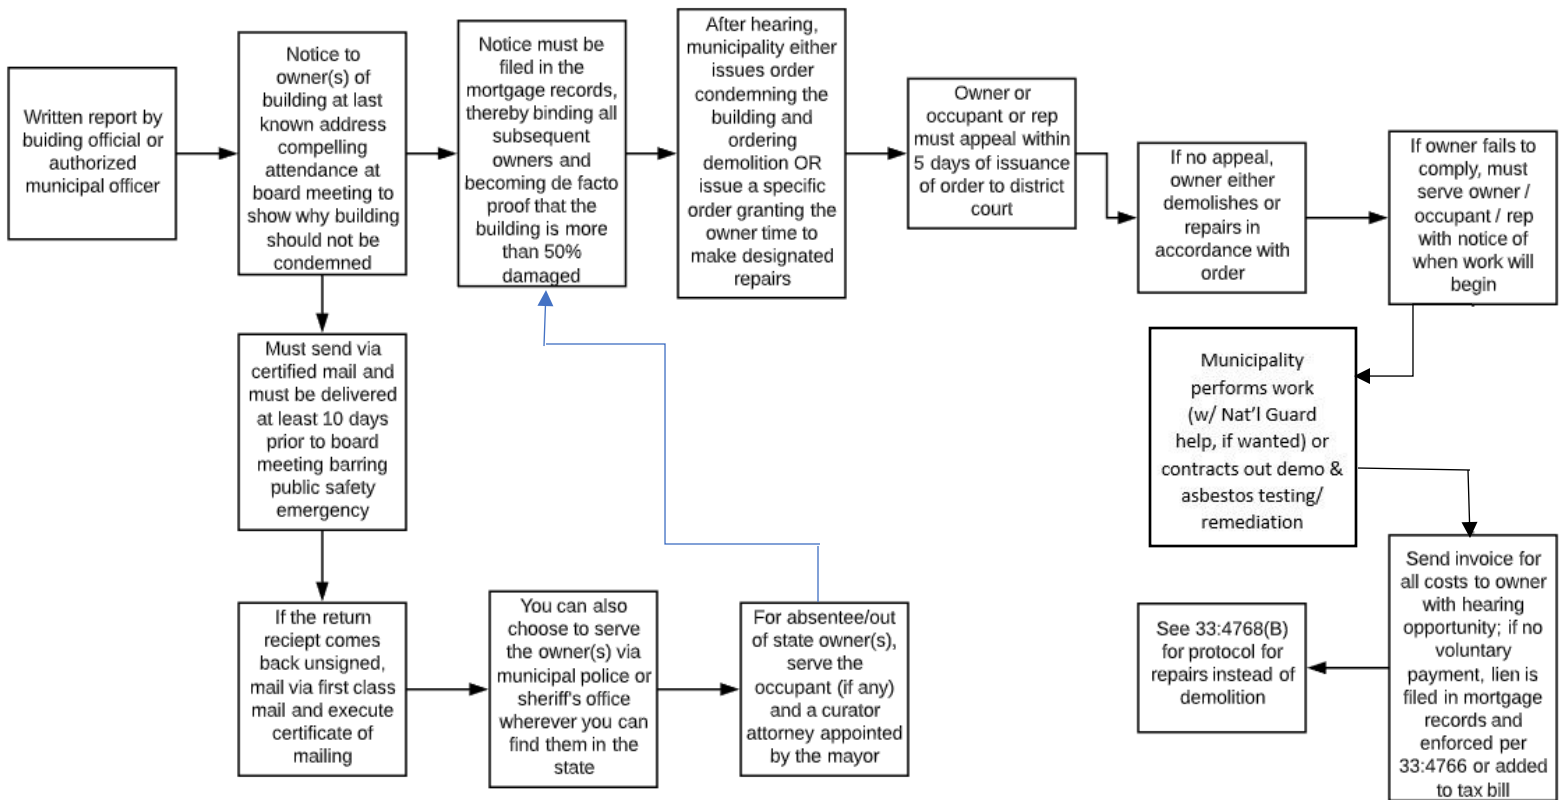 Written report by
buiding official or
authorized
municipal officer
Notice to
owner(s) of
building at last
known address
compelling
attendance at
board meeting to
show why building
should not be
condemned
Notice must be
filed in the
mortgage records,
thereby binding all
subsequent
owners and
becoming de facto
proof that the
building is more
than 50%
damaged
After hearing,
municipality either
issues order
condemning the
building and
ordering
demolition OR
issue a specific
order granting the
owner time to
make designated
repairs
Owner or
occupant or rep
must appeal within
5 days of issuance
of order to district
court
If no appeal,
owner either
demolishes or
repairs in
accordance with
order
If owner fails to
comply, must
serve owner /
occupant / rep
with notice of
when work will
begin
Must send via
certified mail and
must be delivered
at least 10 days
prior to board
meeting barring
public safety
emergency
Municipality
performs work
(w/ Nat'l Guard
help, if wanted) or
contracts out demo &
asbestos testing/
remediation
If the return
reciept comes
back unsigned,
mail via first class
mail and execute
certificate of
mailing
You can also
choose to serve
the owner(s) via
municipal police or
sheriff's office
wherever you can
find them in the
state
For absentee/out
of state owner(s),
serve the
occupant (if any)
and a curator
attorney appointed
by the mayor
See 33:4768(B)
for protocol for
repairs instead of
demolition
Send invoice for
all costs to owner
with hearing
opportunity; if no
voluntary
payment, lien is
filed in mortgage
records and
enforced per
33:4766 or added
to tax bill